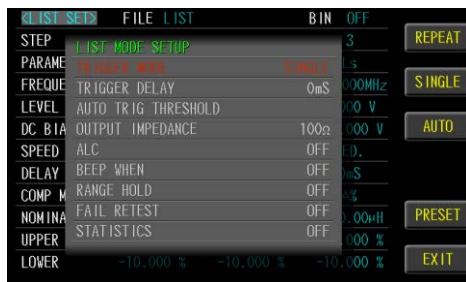 <LIST SET> FILE LIST BIN OFF
STEP 3 REPEAT
LIST MODE SETUP
PARAME TRIGGER MODE SINGLE Ls
FREQUE TRIGGER DELAY 0mS 000MHz SINGLE
LEVEL AUTO TRIG THRESHOLD 000 V
DC BIA OUTPUT IMPEDANCE 100Ω 000 V AUTO
SPEED ALC OFF ED.
DELAY BEEP WHEN OFF 0mS
COMP M RANGE HOLD OFF %
NOMINA FAIL RETEST OFF 0.00µH PRESET
UPPER STATISTICS OFF 000 %
LOWER -10.000 % -10.000 % -10.000 % EXIT